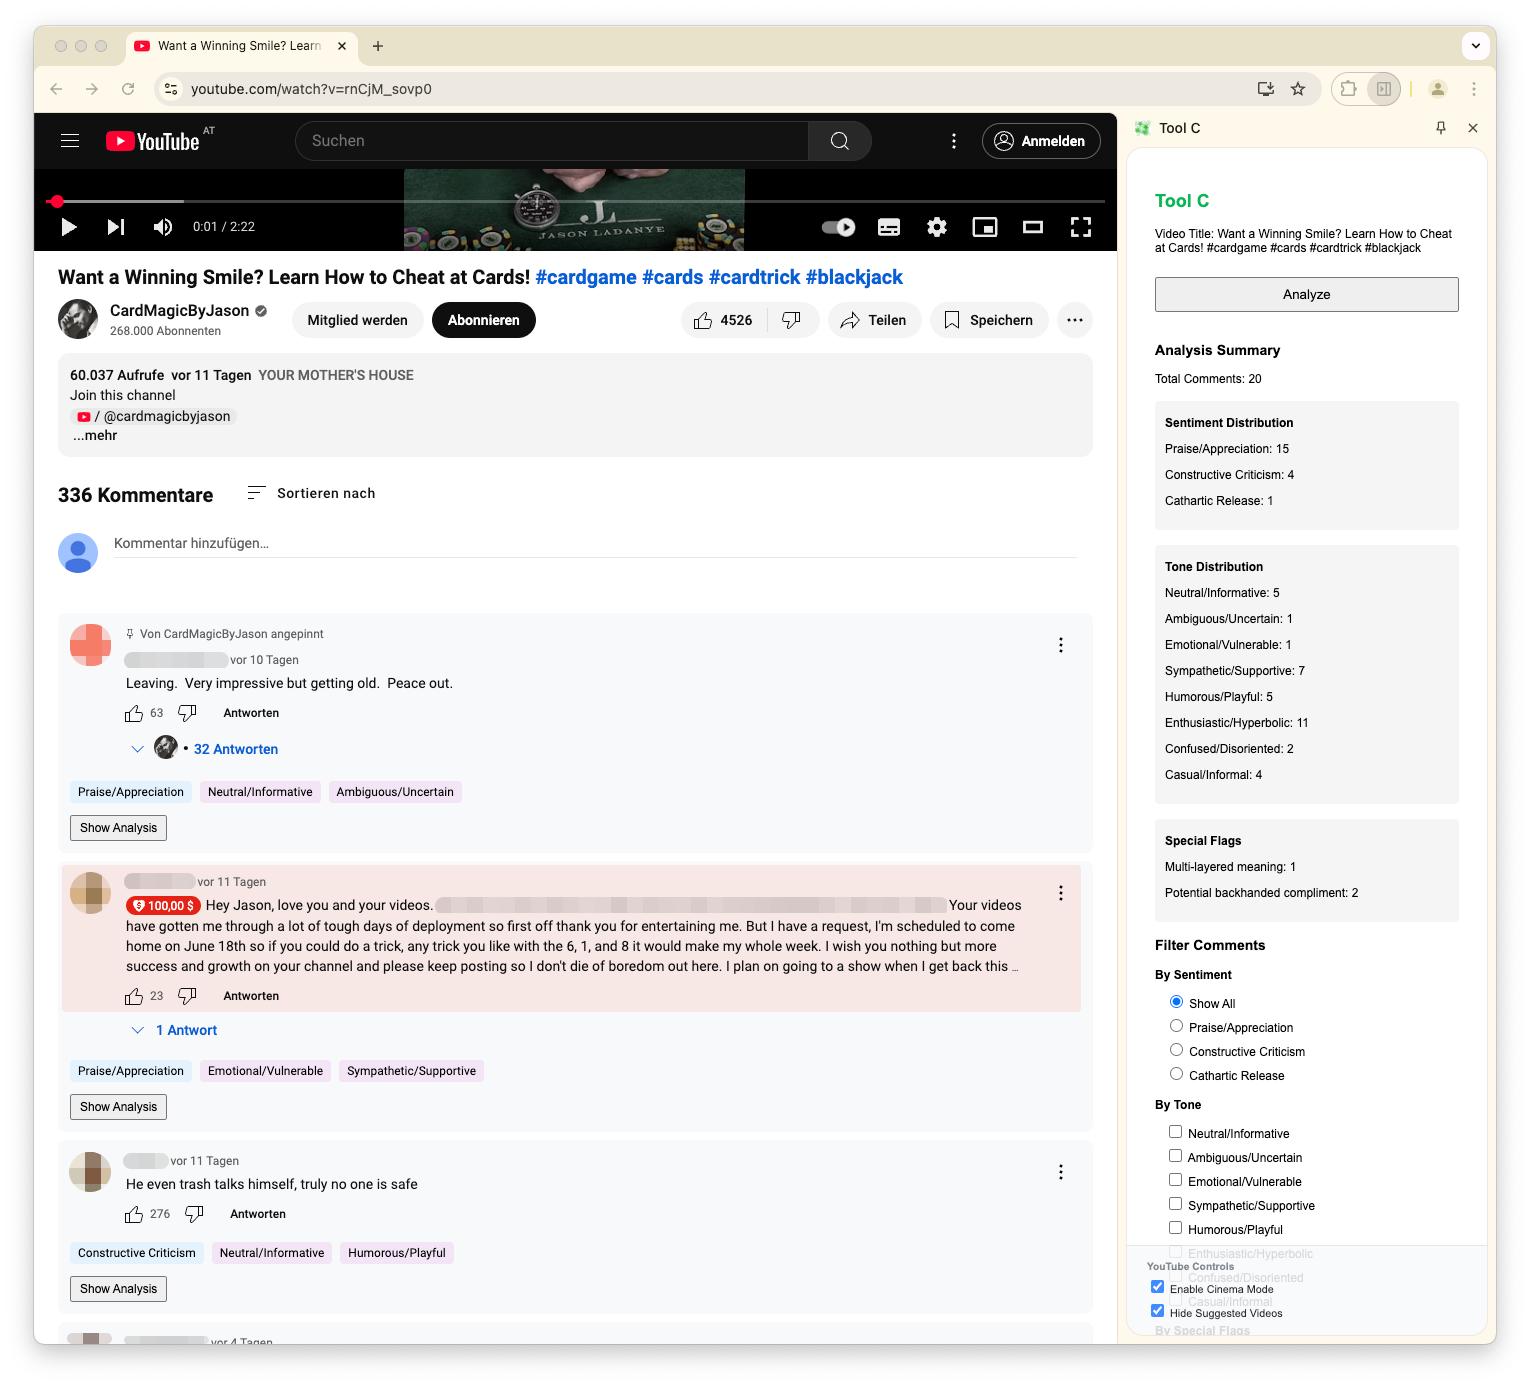 Want a Winning Smile? Learn
youtube.com/watch?v=rnCjM_sovp0
YouTube AT
Suchen
Anmelden
JL
JASON LADANYE
0:01 / 2:22
Want a Winning Smile? Learn How to Cheat at Cards! #cardgame #cards #cardtrick #blackjack
CardMagicByJason
268.000 Abonnenten
Mitglied werden
Abonnieren
4526
Teilen
Speichern
60.037 Aufrufe vor 11 Tagen YOUR MOTHER'S HOUSE
Join this channel
/ @cardmagicbyjason
...mehr
336 Kommentare
Sortieren nach
Kommentar hinzufügen...
Von CardMagicByJason angepinnt
vor 10 Tagen
Leaving. Very impressive but getting old. Peace out.
63
Antworten
• 32 Antworten
Praise/Appreciation
Neutral/Informative
Ambiguous/Uncertain
Show Analysis
vor 11 Tagen
100,00 $ Hey Jason, love you and your videos. Your videos
have gotten me through a lot of tough days of deployment so first off thank you for entertaining me. But I have a request, I'm scheduled to come
home on June 18th so if you could do a trick, any trick you like with the 6, 1, and 8 it would make my whole week. I wish you nothing but more
success and growth on your channel and please keep posting so I don't die of boredom out here. I plan on going to a show when I get back this ...
23
Antworten
1 Antwort
Praise/Appreciation
Emotional/Vulnerable
Sympathetic/Supportive
Show Analysis
vor 11 Tagen
He even trash talks himself, truly no one is safe
276
Antworten
Constructive Criticism
Neutral/Informative
Humorous/Playful
Show Analysis
vor 4 Tagen
Tool C
Tool C
Video Title: Want a Winning Smile? Learn How to Cheat
at Cards! #cardgame #cards #cardtrick #blackjack
Analyze
Analysis Summary
Total Comments: 20
Sentiment Distribution
Praise/Appreciation: 15
Constructive Criticism: 4
Cathartic Release: 1
Tone Distribution
Neutral/Informative: 5
Ambiguous/Uncertain: 1
Emotional/Vulnerable: 1
Sympathetic/Supportive: 7
Humorous/Playful: 5
Enthusiastic/Hyperbolic: 11
Confused/Disoriented: 2
Casual/Informal: 4
Special Flags
Multi-layered meaning: 1
Potential backhanded compliment: 2
Filter Comments
By Sentiment
Show All
Praise/Appreciation
Constructive Criticism
Cathartic Release
By Tone
Neutral/Informative
Ambiguous/Uncertain
Emotional/Vulnerable
Sympathetic/Supportive
Humorous/Playful
Enthusiastic/Hyperbolic
YouTube Controls
Confused/Disoriented
Enable Cinema Mode
Casual/Informal
Hide Suggested Videos
By Special Flags